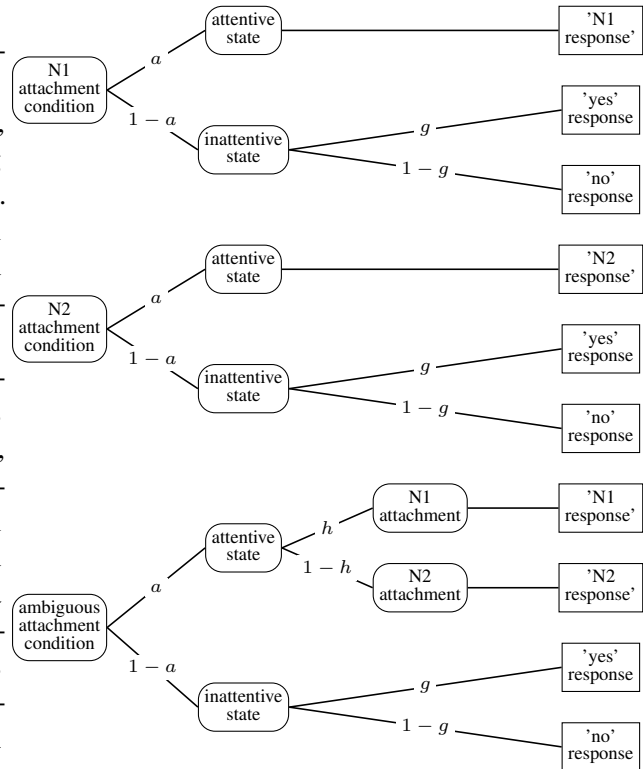 attentive
state
'N1
response'
N1
attachment
condition
a
1 − a
'yes'
response
inattentive
state
g
1 − g
'no'
response
attentive
state
'N2
response'
N2
attachment
condition
a
1 − a
'yes'
response
inattentive
state
g
1 − g
'no'
response
N1
attachment
'N1
response'
attentive
state
h
1 − h
N2
attachment
'N2
response'
ambiguous
attachment
condition
a
1 − a
'yes'
response
inattentive
state
g
1 − g
'no'
response